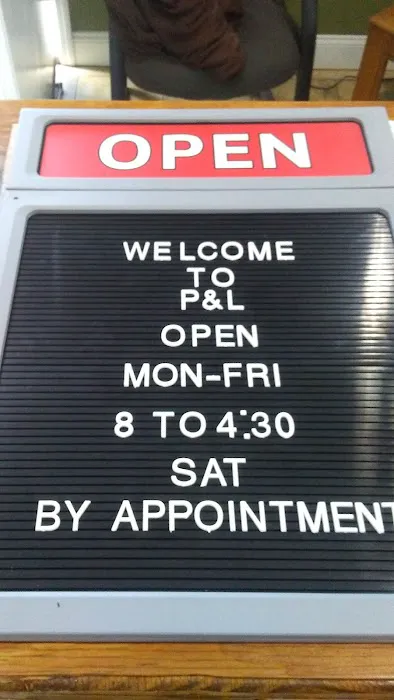 OPEN
WELCOME
TO
P&L
OPEN
MON-FRI
8 TO 4:30
SAT
BY APPOINTMENT